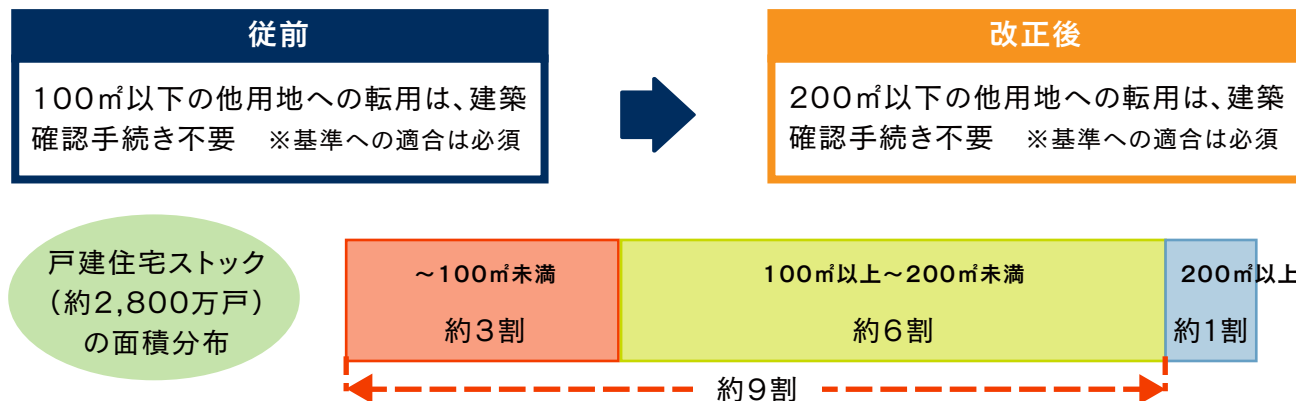 従前
100㎡以下の他用地への転用は、建築
確認手続き不要　※基準への適合は必須
改正後
200㎡以下の他用地への転用は、建築
確認手続き不要　※基準への適合は必須
戸建住宅ストック
（約2,800万戸）
の面積分布
～100㎡未満
約3割
100㎡以上～200㎡未満
約6割
200㎡以上
約1割
約9割